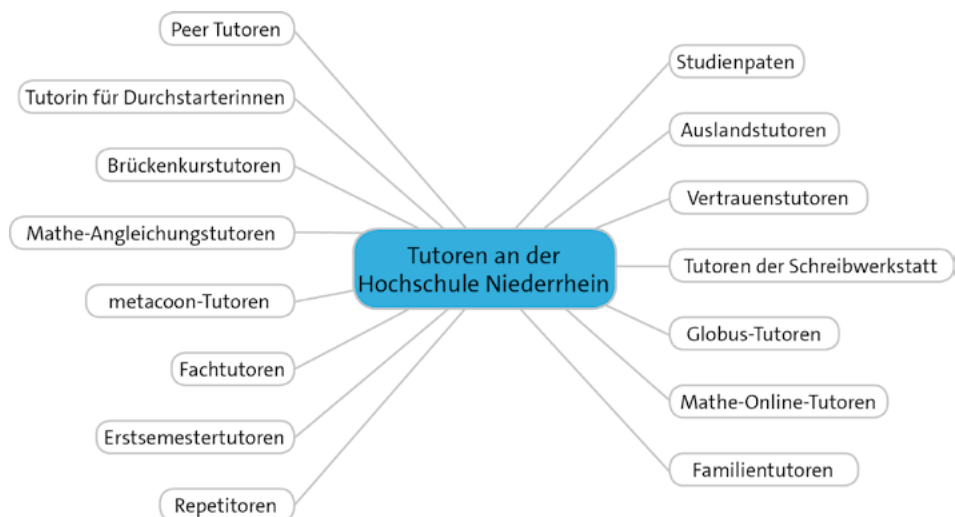 Peer Tutoren
Tutorin für Durchstarterinnen
Brückenkurstutoren
Mathe-Angleichungstutoren
metacoon-Tutoren
Fachtutoren
Erstsemestertutoren
Repetitoren
Tutoren an der
Hochschule Niederrhein
Studienpaten
Auslandstutoren
Vertrauenstutoren
Tutoren der Schreibwerkstatt
Globus-Tutoren
Mathe-Online-Tutoren
Familientutoren